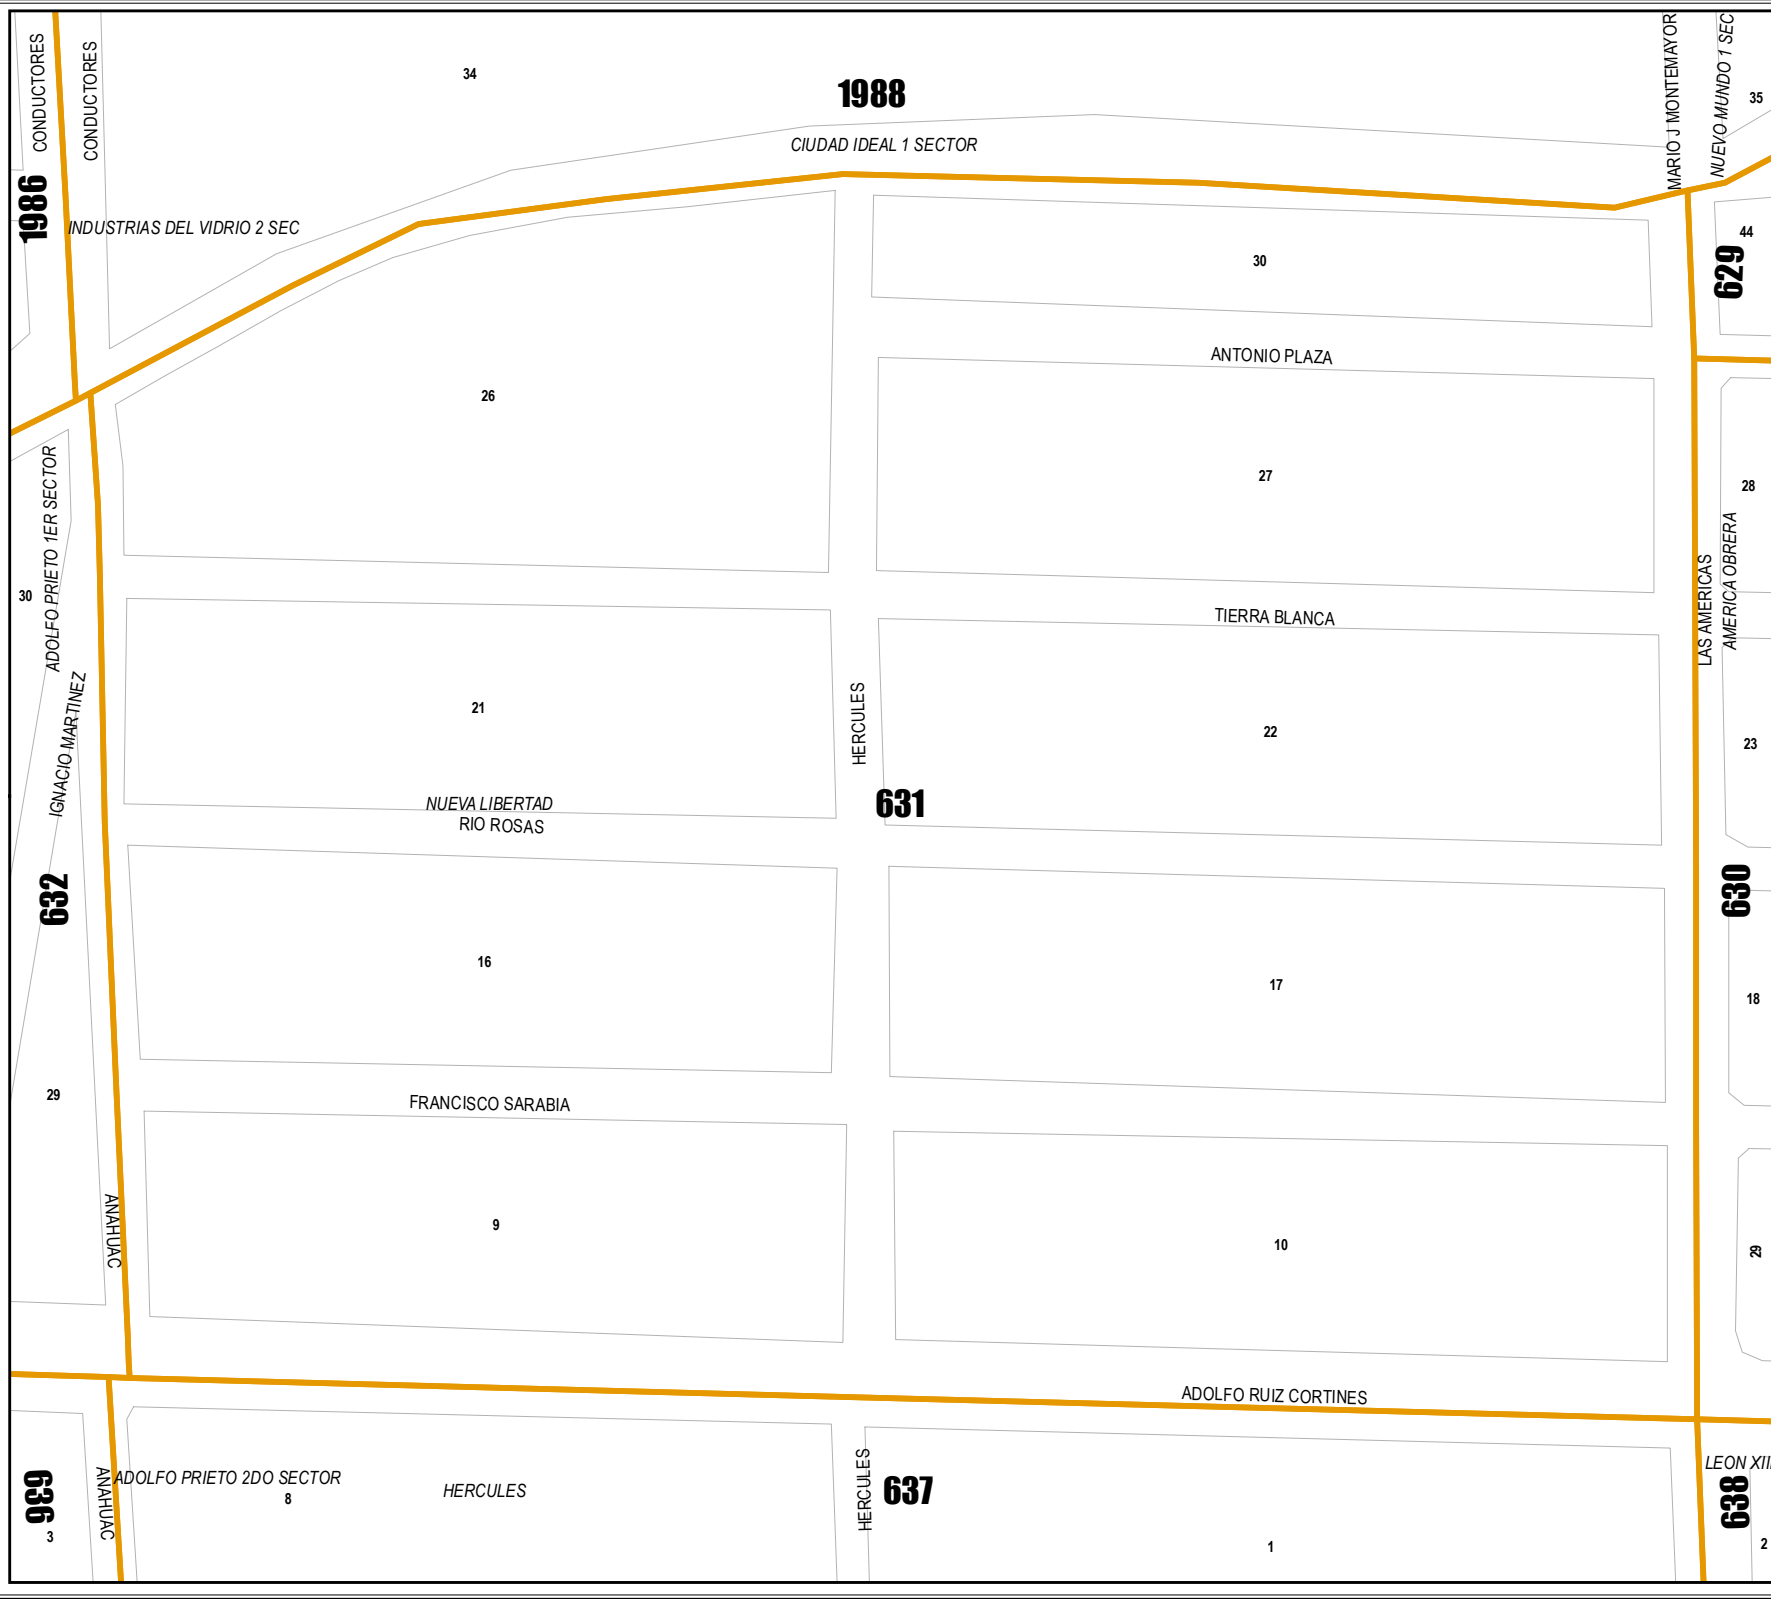 CONDUCTORES
CONDUCTORES
34
1988
CIUDAD IDEAL 1 SECTOR
MARIO J MONTEMAYOR
NUEVO MUNDO 1 SEC
35
1986
INDUSTRIAS DEL VIDRIO 2 SEC
30
44
629
ANTONIO PLAZA
26
27
28
ADOLFO PRIETO 1ER SECTOR
30
TIERRA BLANCA
LAS AMERICAS
AMERICA OBRERA
IGNACIO MARTINEZ
21
HERCULES
22
23
NUEVA LIBERTAD
631
RIO ROSAS
632
630
16
17
18
29
FRANCISCO SARABIA
ANAHUAC
9
10
29
ADOLFO RUIZ CORTINES
ADOLFO PRIETO 2DO SECTOR
HERCULES
8
HERCULES
637
LEON XIII
636
ANAHUAC
638
3
1
2